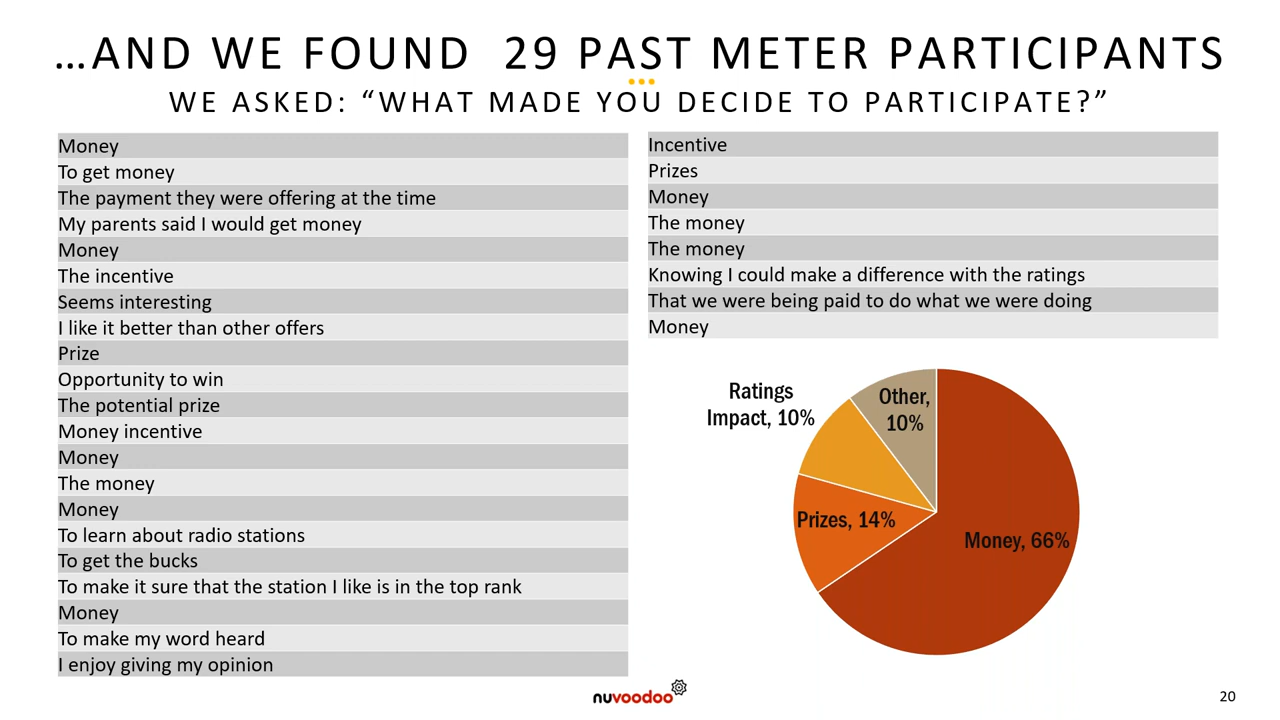 …AND WE FOUND 29 PAST METER PARTICIPANTS
WE ASKED: “WHAT MADE YOU DECIDE TO PARTICIPATE?”
Money
To get money
The payment they were offering at the time
My parents said I would get money
Money
The incentive
Seems interesting
I like it better than other offers
Prize
Opportunity to win
The potential prize
Money incentive
Money
The money
Money
To learn about radio stations
To get the bucks
To make it sure that the station I like is in the top rank
Money
To make my word heard
I enjoy giving my opinion
Incentive
Prizes
Money
The money
The money
Knowing I could make a difference with the ratings
That we were being paid to do what we were doing
Money
Ratings
Impact, 10%
Other,
10%
Prizes, 14%
Money, 66%
nuvoodoo
20